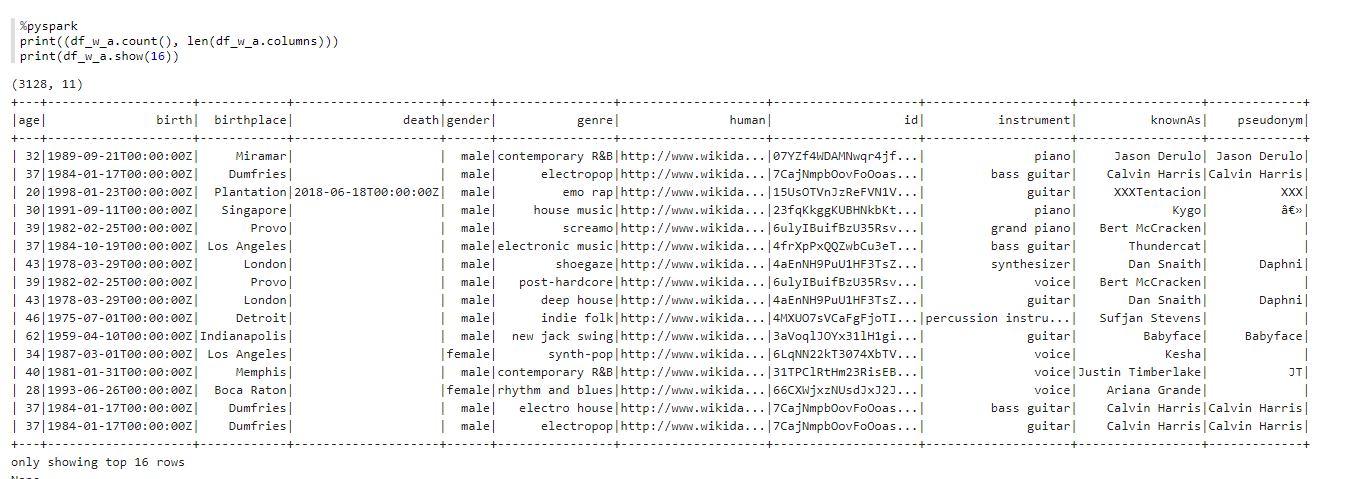 %pyspark
print((df_w_a.count(), len(df_w_a.columns)))
print(df_w_a.show(16))
(3128, 11)
+---+--------------------+-----------+--------------------+------+-------------------+--------------------+--------------------+--------------------+----------------+-------------+
|age|               birth| birthplace|               death|gender|              genre|               human|                  id|          instrument|         knownAs|    pseudonym|
+---+--------------------+-----------+--------------------+------+-------------------+--------------------+--------------------+--------------------+----------------+-------------+
| 32|1989-09-21T00:00:00Z|    Miramar|                    |  male|contemporary R&B|http://www.wikida...|07YZf4WDAMNwqr4jf...|               piano|    Jason Derulo| Jason Derulo|
| 37|1984-01-17T00:00:00Z|   Dumfries|                    |  male|     electropop|http://www.wikida...|7CajNmpbOovFoOoas...|         bass guitar|   Calvin Harris|Calvin Harris|
| 20|1998-01-23T00:00:00Z| Plantation|2018-06-18T00:00:00Z|  male|        emo rap|http://www.wikida...|15UsOTVnJzReFVN1V...|              guitar|    XXXTentacion|          XXX|
| 30|1991-09-11T00:00:00Z|  Singapore|                    |  male|    house music|http://www.wikida...|23fqKkggKUBHNkbKt...|               piano|            Kygo|          â€»|
| 39|1982-02-25T00:00:00Z|      Provo|                    |  male|        screamo|http://www.wikida...|6ulyIBuifBzU35Rsv...|         grand piano|  Bert McCracken|             |
| 37|1984-10-19T00:00:00Z|Los Angeles|                    |  male|electronic music|http://www.wikida...|4frXpPxQQZwbCu3eT...|         bass guitar|      Thundercat|             |
| 43|1978-03-29T00:00:00Z|     London|                    |  male|       shoegaze|http://www.wikida...|4aEnNH9PuU1HF3TsZ...|         synthesizer|       Dan Snaith|       Daphni|
| 39|1982-02-25T00:00:00Z|      Provo|                    |  male|  post-hardcore|http://www.wikida...|6ulyIBuifBzU35Rsv...|               voice|  Bert McCracken|             |
| 43|1978-03-29T00:00:00Z|     London|                    |  male|     deep house|http://www.wikida...|4aEnNH9PuU1HF3TsZ...|              guitar|       Dan Snaith|       Daphni|
| 46|1975-07-01T00:00:00Z|    Detroit|                    |  male|     indie folk|http://www.wikida...|4MXUO7sVCaFgFjoTI...|percussion instru...|  Sufjan Stevens|             |
| 62|1959-04-10T00:00:00Z|Indianapolis|                    |  male| new jack swing|http://www.wikida...|3aVoqlJOYx31lH1gi...|              guitar|        Babyface|     Babyface|
| 34|1987-03-01T00:00:00Z|Los Angeles|                    |female|      synth-pop|http://www.wikida...|6LqNN22kT3074XbTV...|               voice|           Kesha|             |
| 40|1981-01-31T00:00:00Z|    Memphis|                    |  male|contemporary R&B|http://www.wikida...|31TPClRtHm23RisEB...|               voice|Justin Timberlake|           JT|
| 28|1993-06-26T00:00:00Z| Boca Raton|                    |female|rhythm and blues|http://www.wikida...|66CXWjxzNUsdJxJ2J...|               voice|   Ariana Grande|             |
| 37|1984-01-17T00:00:00Z|   Dumfries|                    |  male|  electro house|http://www.wikida...|7CajNmpbOovFoOoas...|         bass guitar|   Calvin Harris|Calvin Harris|
| 37|1984-01-17T00:00:00Z|   Dumfries|                    |  male|     electropop|http://www.wikida...|7CajNmpbOovFoOoas...|              guitar|   Calvin Harris|Calvin Harris|
+---+--------------------+-----------+--------------------+------+-------------------+--------------------+--------------------+--------------------+----------------+-------------+
only showing top 16 rows